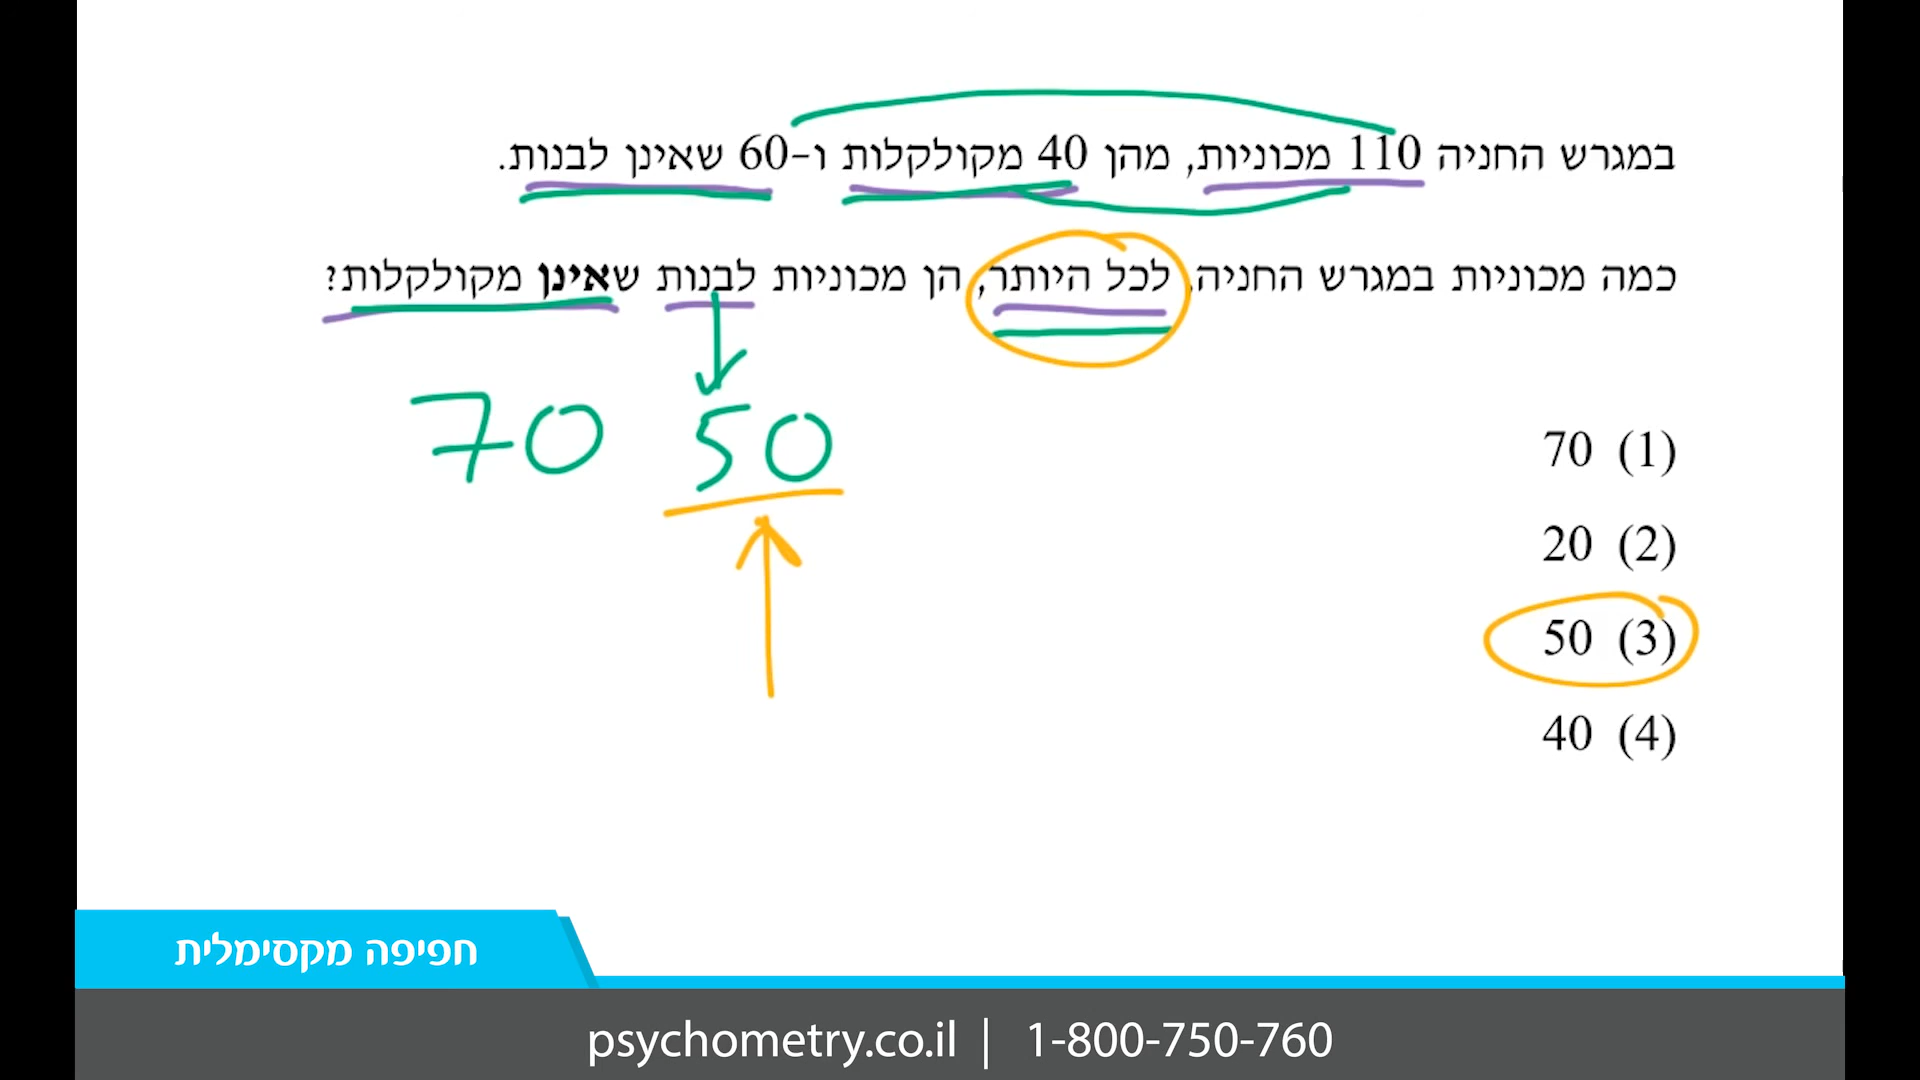 במגרש החניה 110 מכוניות, מהן 40 מקולקלות ו-60 שאינן לבנות.
כמה מכוניות במגרש החניה, לכל היותר, הן מכוניות לבנות שאינן מקולקלות?
70 50
(1) 70
(2) 20
(3) 50
(4) 40
חפיפה מקסימלית
psychometry.co.il | 1-800-750-760